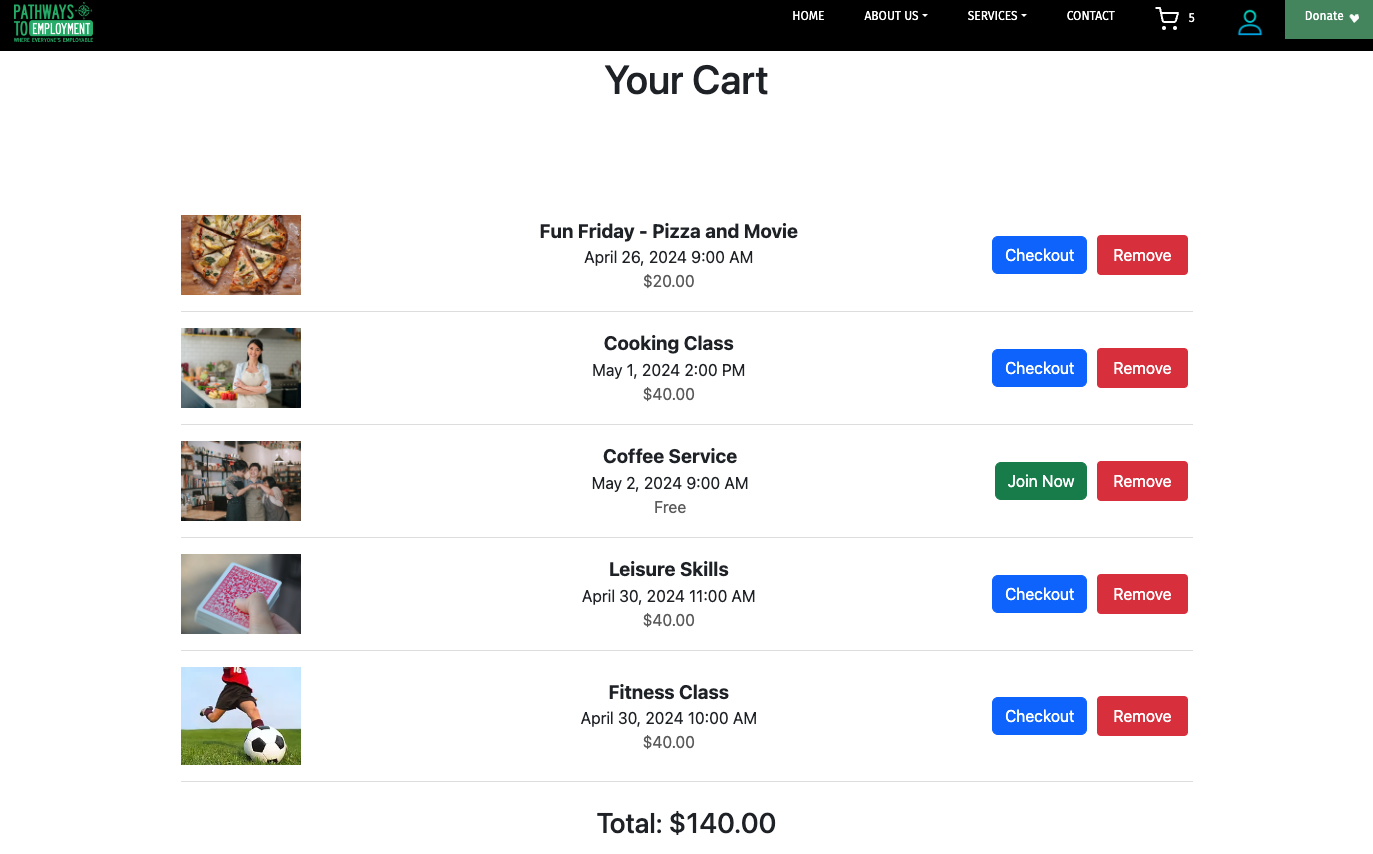 PATHWAYS
TO EMPLOYMENT
WHERE EVERYONE'S EMPLOYABLE
HOME
ABOUT US
SERVICES
CONTACT
5
Donate
Your Cart
Fun Friday - Pizza and Movie
April 26, 2024 9:00 AM
$20.00
Checkout
Remove
Cooking Class
May 1, 2024 2:00 PM
$40.00
Checkout
Remove
Coffee Service
May 2, 2024 9:00 AM
Free
Join Now
Remove
Leisure Skills
April 30, 2024 11:00 AM
$40.00
Checkout
Remove
Fitness Class
April 30, 2024 10:00 AM
$40.00
Checkout
Remove
Total: $140.00